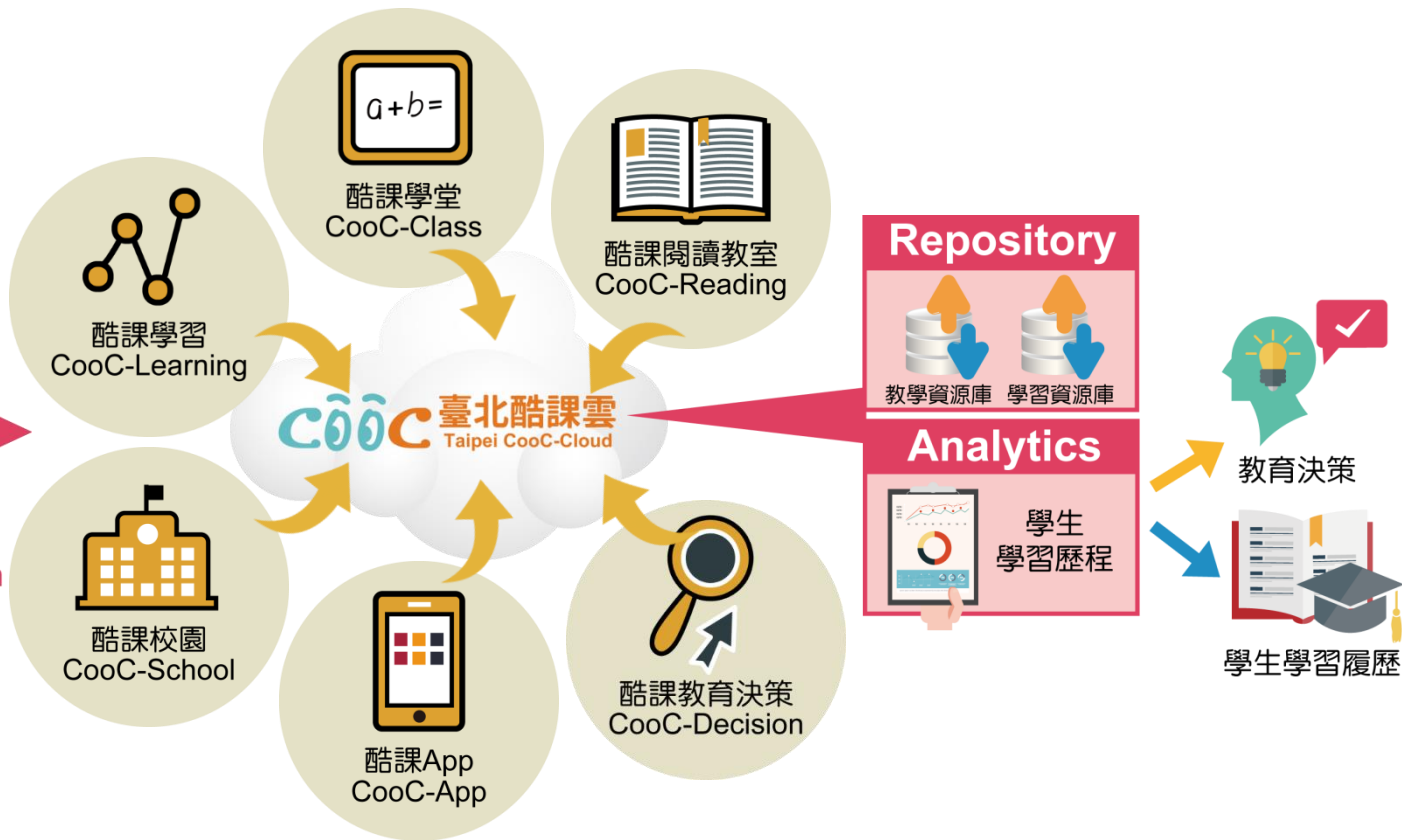 a+b=
酷課學堂
CooC-Class
酷課閱讀教室
CooC-Reading
酷課學習
CooC-Learning
COOC 臺北酷課雲
Taipei CooC-Cloud
酷課校園
CooC-School
酷課App
CooC-App
酷課教育決策
CooC-Decision
Repository
教學資源庫 學習資源庫
Analytics
學生
學習歷程
教育決策
學生學習履歷